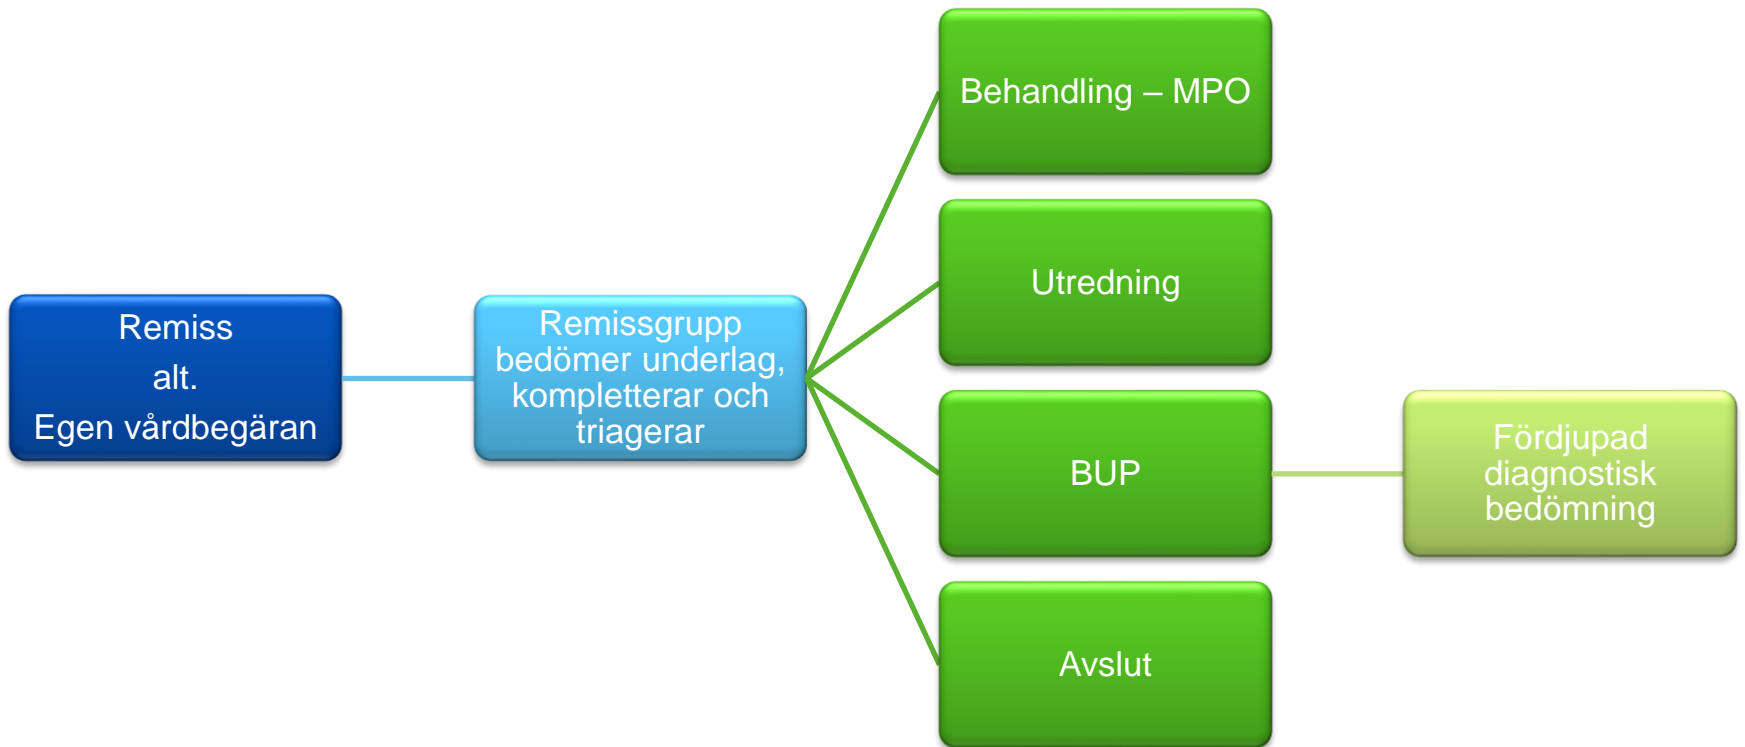 Remiss
alt.
Egen vårdbegäran
Remissgrupp
bedömer underlag,
kompletterar och
triagerar
Behandling – MPO
Utredning
BUP
Avslut
Fördjupad
diagnostisk
bedömning